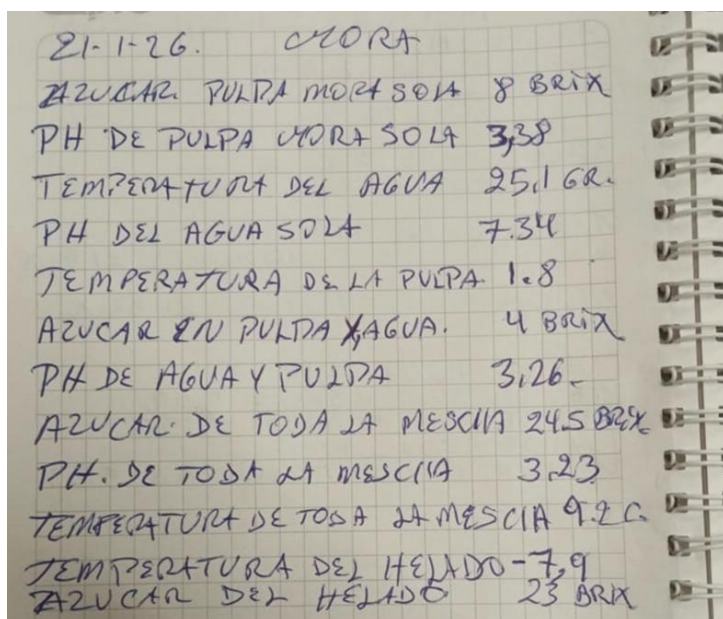 21-1-26. MORA
AZUCAR PULPA MORA SOLA 8 BRIX
PH DE PULPA MORA SOLA 3,38
TEMPERATURA DEL AGUA 25,1 GR.
PH DEL AGUA SOLA 7.34
TEMPERATURA DE LA PULPA 1.8
AZUCAR EN PULPA Y AGUA. 4 BRIX
PH DE AGUA Y PULPA 3,26-
AZUCAR. DE TODA LA MESCLA 24.5 BRIX
PH. DE TODA LA MESCLA 3.23
TEMPERATURA DE TODA LA MESCLA 9.2 C.
TEMPERATURA DEL HELADO -7,9
AZUCAR DEL HELADO 23 BRIX